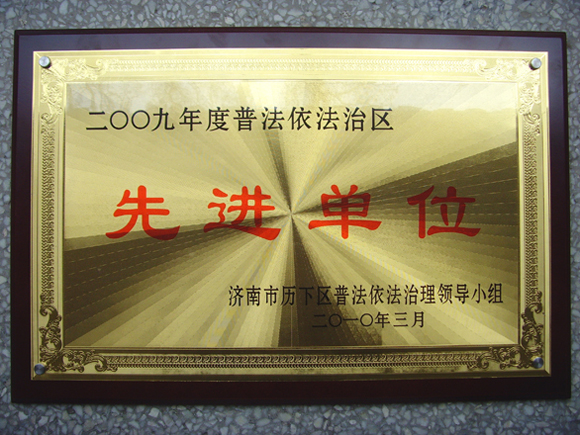 二〇〇九年度普法依法治区
先进单位
济南市历下区普法依法治理领导小组
二〇一〇年三月